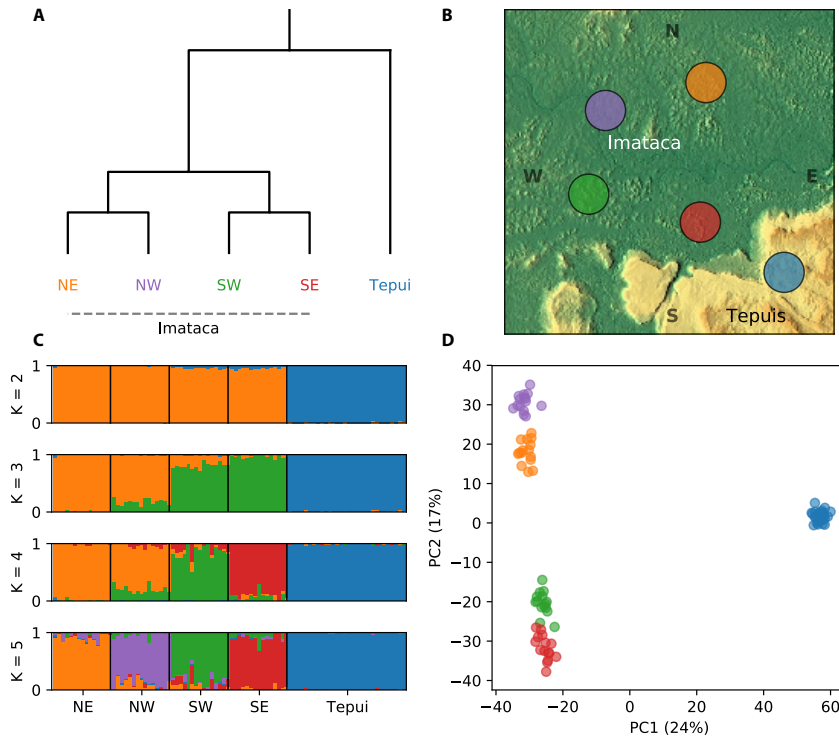 A
NE
NW
SW
SE
Tepui
Imataca
B
N
Imataca
W
E
S
Tepuis
C
K = 2
1
0
K = 3
1
0
K = 4
1
0
K = 5
1
0
NE
NW
SW
SE
Tepui
D
PC2 (17%)
40
30
20
10
0
−10
−20
−30
−40
−40
−20
0
20
40
60
PC1 (24%)